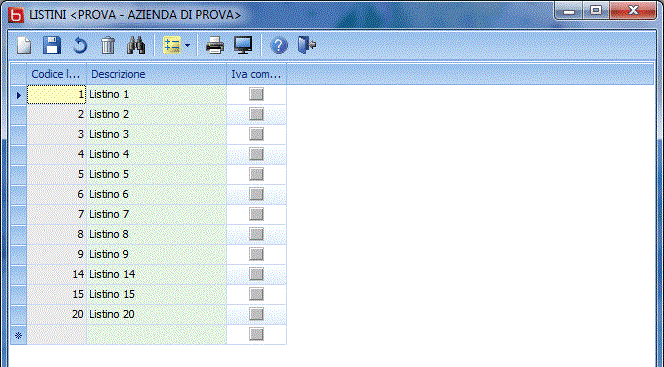 LISTINI <PROVA - AZIENDA DI PROVA>
Codice l... Descrizione Iva com...
1 Listino 1
2 Listino 2
3 Listino 3
4 Listino 4
5 Listino 5
6 Listino 6
7 Listino 7
8 Listino 8
9 Listino 9
14 Listino 14
15 Listino 15
20 Listino 20